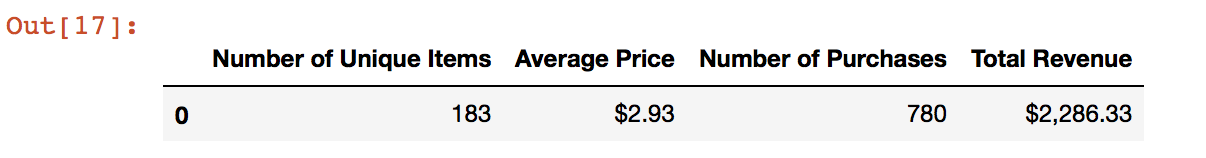 Out[17]:
Number of Unique Items Average Price Number of Purchases Total Revenue
0 183 $2.93 780 $2,286.33